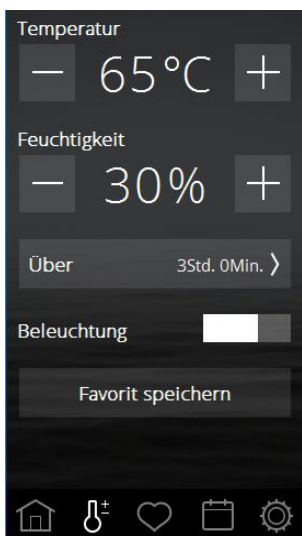 Temperatur
— 65°C +
Feuchtigkeit
— 30% +
Über 3Std. 0Min. ⟩
Beleuchtung
Favorit speichern